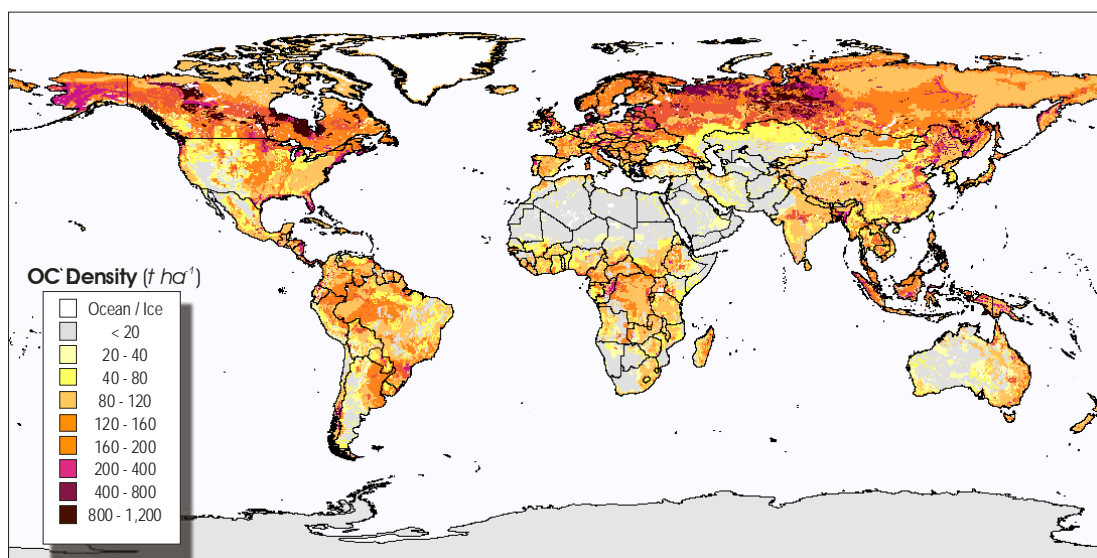 OC` Density (t ha-1)
Ocean / Ice
< 20
20 - 40
40 - 80
80 - 120
120 - 160
160 - 200
200 - 400
400 - 800
800 - 1,200